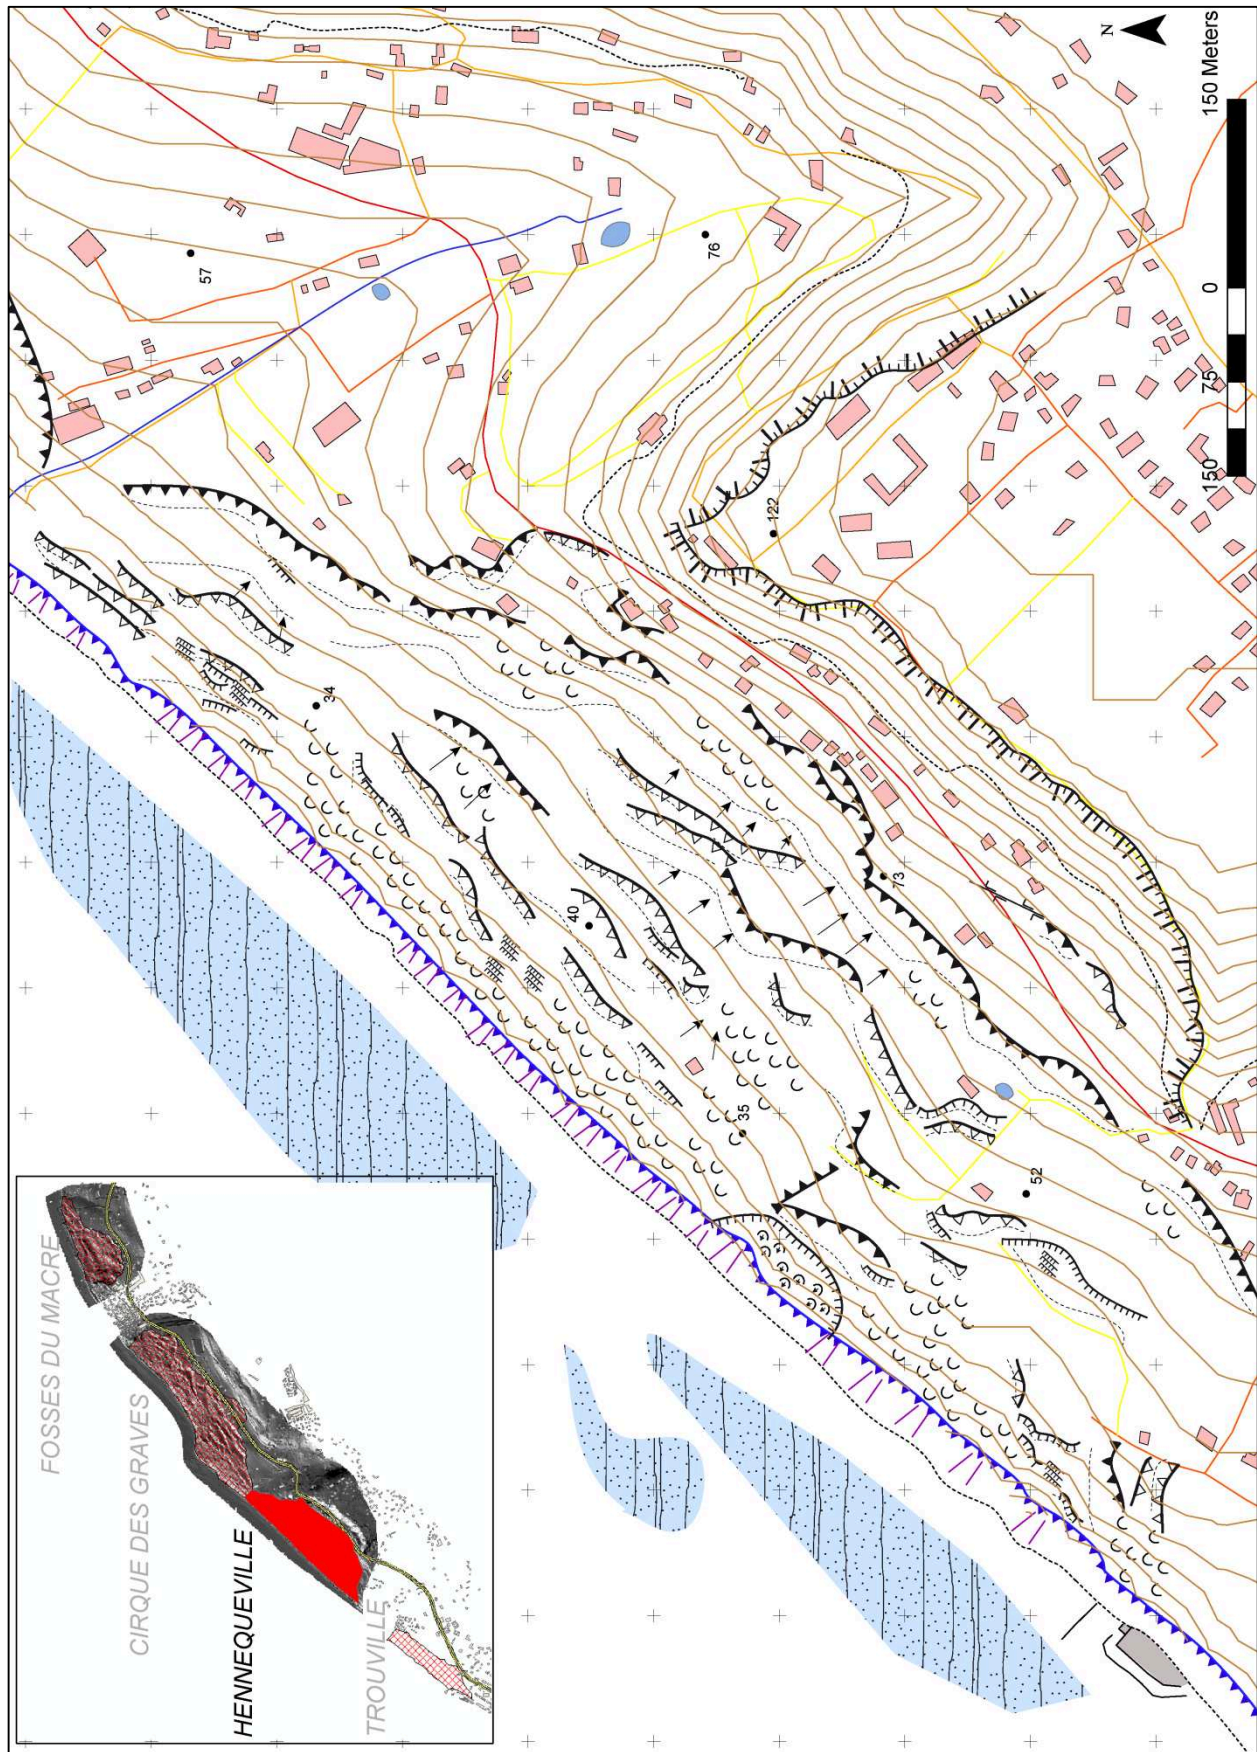 FOSSES DU MACRE
CIRQUE DES GRAVES
HENNEQUEVILLE
TROUVILLE
57
76
122
34
40
73
35
52
N
150 75 0 150 Meters